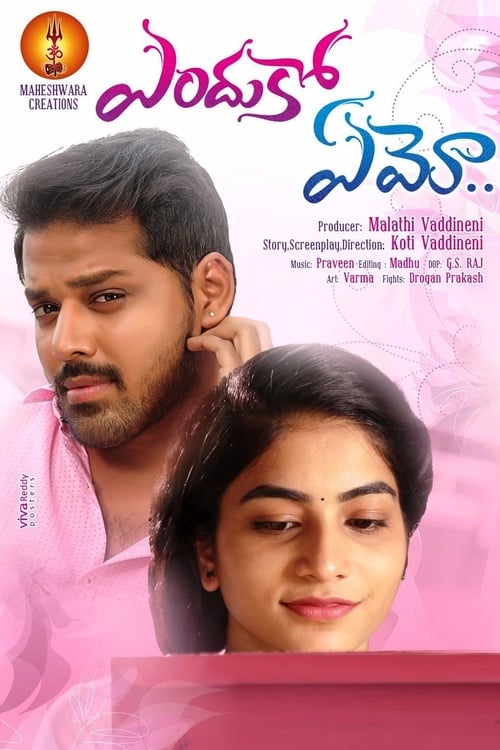 MAHESHWARA
CREATIONS
ఎందుకో
ఏమో..
Producer: Malathi Vaddineni
Story,Screenplay,Direction: Koti Vaddineni
Music: Praveen Editing: Madhu DOP: G.S. RAJ
Art: Varma Fights: Drogan Prakash
viva Reddy
posters